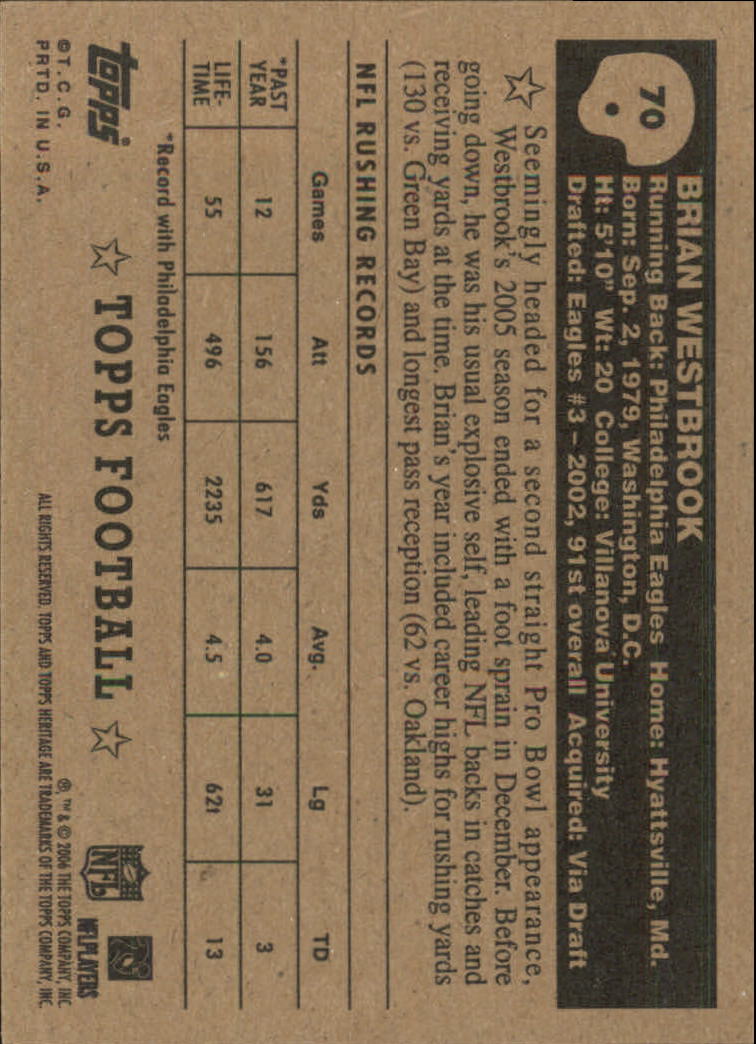 70
BRIAN WESTBROOK
Running Back: Philadelphia Eagles Home: Hyattsville, Md.
Born: Sep. 2, 1979, Washington, D.C.
Ht: 5'10" Wt: 20 College: Villanova University
Drafted: Eagles #3–2002, 91st overall Acquired: Via Draft
Seemingly headed for a second straight Pro Bowl appearance,
Westbrook's 2005 season ended with a foot sprain in December. Before
going down, he was his usual explosive self, leading NFL backs in catches and
receiving yards at the time. Brian's year included career highs for rushing yards
(130 vs. Green Bay) and longest pass reception (62 vs. Oakland).
NFL RUSHING RECORDS
Games Att Yds Avg. Lg TD
*PAST
YEAR 12 156 617 4.0 31 3
LIFE-
TIME 55 496 2235 4.5 62t 13
*Record with Philadelphia Eagles
topps
TOPPS FOOTBALL
NFL
NFLPLAYERS
©T.C.G.
PRTD. IN U.S.A.
®, ™ & © 2006 THE TOPPS COMPANY, INC
ALL RIGHTS RESERVED. TOPPS AND TOPPS HERITAGE ARE TRADEMARKS OF THE TOPPS COMPANY, INC.